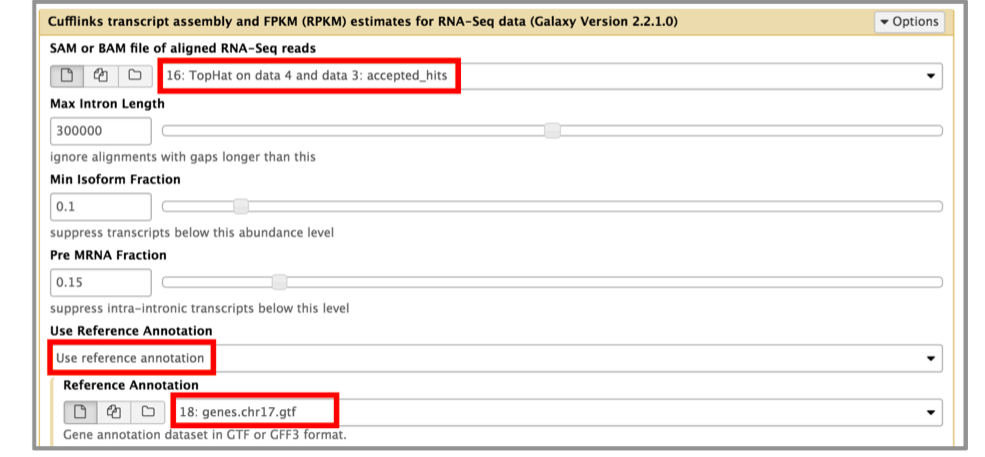 Cufflinks transcript assembly and FPKM (RPKM) estimates for RNA-Seq data (Galaxy Version 2.2.1.0)
Options
SAM or BAM file of aligned RNA-Seq reads
16: TopHat on data 4 and data 3: accepted_hits
Max Intron Length
300000
ignore alignments with gaps longer than this
Min Isoform Fraction
0.1
suppress transcripts below this abundance level
Pre MRNA Fraction
0.15
suppress intra-intronic transcripts below this level
Use Reference Annotation
Use reference annotation
Reference Annotation
18: genes.chr17.gtf
Gene annotation dataset in GTF or GFF3 format.